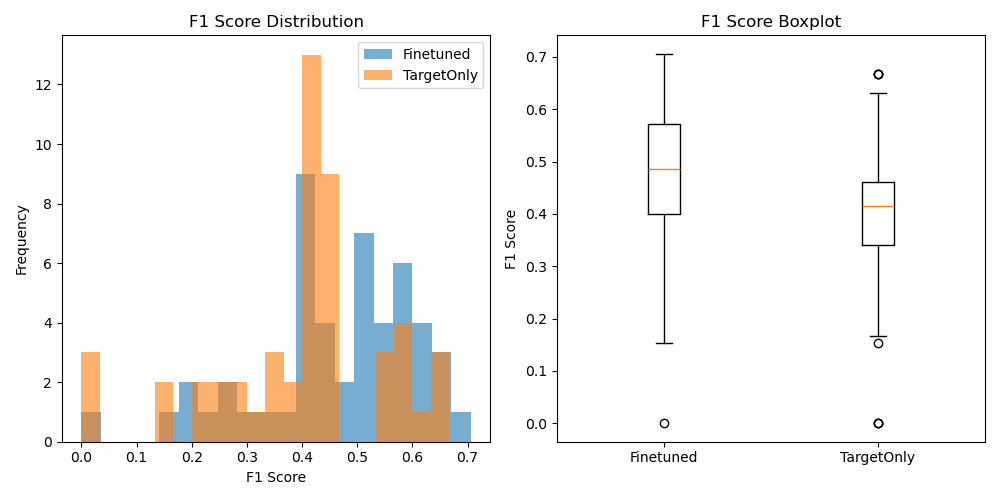 F1 Score Distribution
Finetuned
TargetOnly
Frequency
12
10
8
6
4
2
0
0.0 0.1 0.2 0.3 0.4 0.5 0.6 0.7
F1 Score
F1 Score Boxplot
F1 Score
0.7
0.6
0.5
0.4
0.3
0.2
0.1
0.0
Finetuned TargetOnly